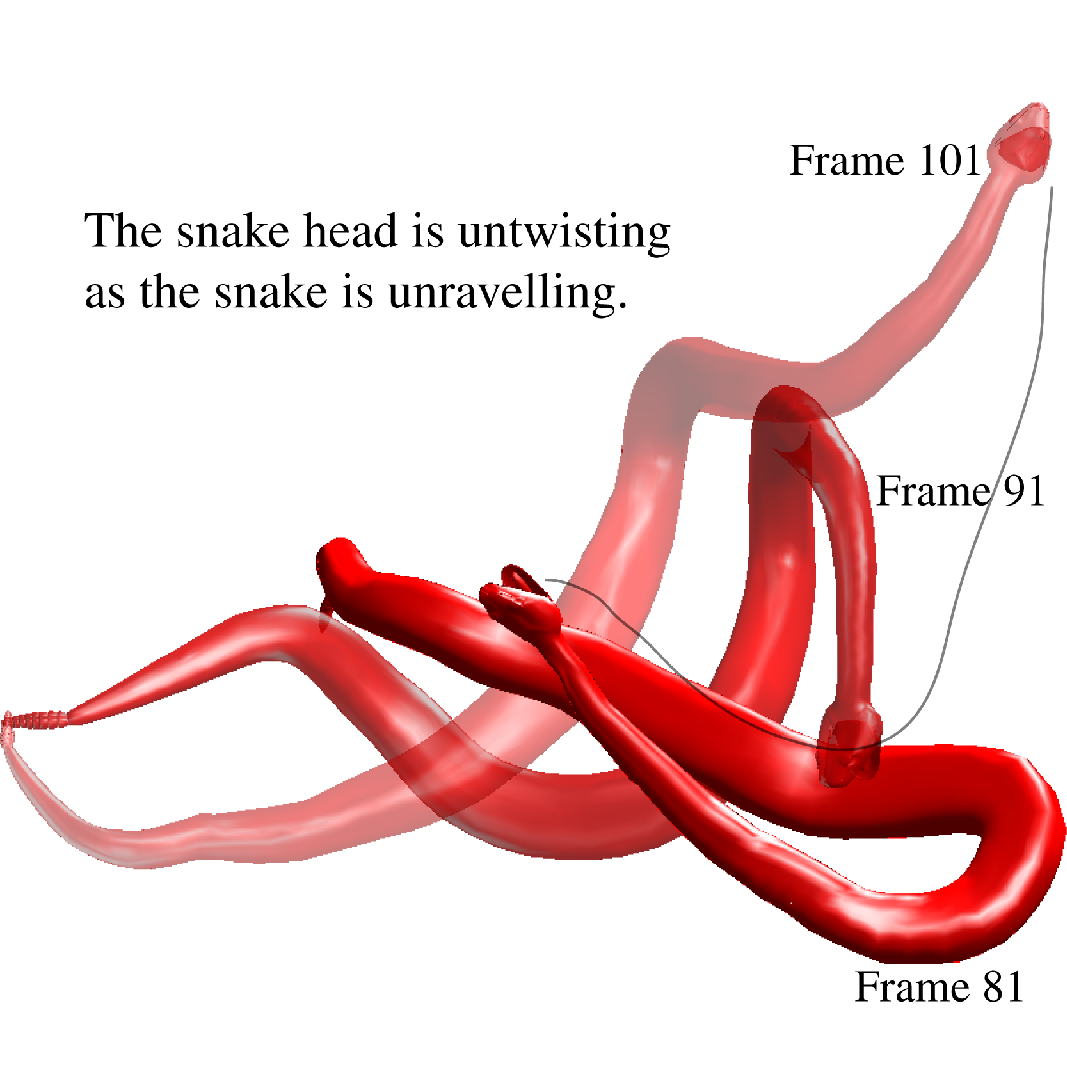 Frame 101
The snake head is untwisting
as the snake is unravelling.
Frame 91
Frame 81